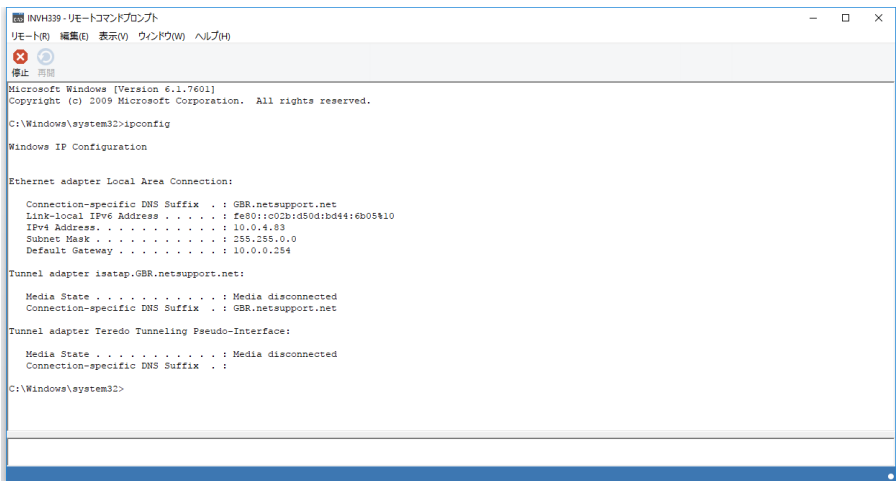 INVH339 - リモートコマンドプロンプト
リモート(R) 編集(E) 表示(V) ウィンドウ(W) ヘルプ(H)
停止 再開
Microsoft Windows [Version 6.1.7601]
Copyright (c) 2009 Microsoft Corporation.  All rights reserved.
C:\Windows\system32>ipconfig
Windows IP Configuration
Ethernet adapter Local Area Connection:
Connection-specific DNS Suffix  . : GBR.netsupport.net
Link-local IPv6 Address . . . . . : fe80::c02b:d50d:bd44:6b05%10
IPv4 Address. . . . . . . . . . . : 10.0.4.83
Subnet Mask . . . . . . . . . . . : 255.255.0.0
Default Gateway . . . . . . . . . : 10.0.0.254
Tunnel adapter isatap.GBR.netsupport.net:
Media State . . . . . . . . . . . : Media disconnected
Connection-specific DNS Suffix  . : GBR.netsupport.net
Tunnel adapter Teredo Tunneling Pseudo-Interface:
Media State . . . . . . . . . . . : Media disconnected
Connection-specific DNS Suffix  . :
C:\Windows\system32>